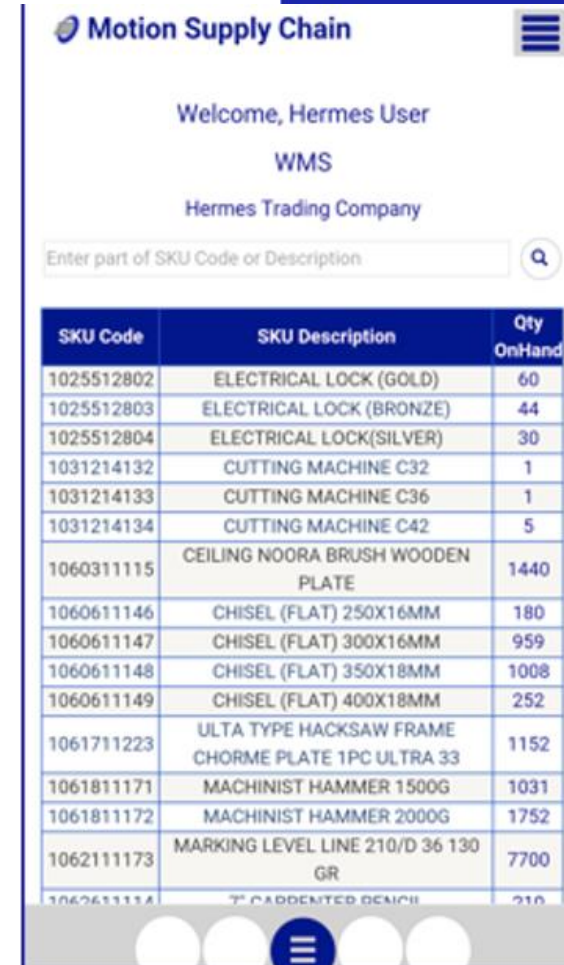 Motion Supply Chain
Welcome, Hermes User
WMS
Hermes Trading Company
Enter part of SKU Code or Description
SKU Code SKU Description Qty OnHand
1025512802 ELECTRICAL LOCK (GOLD) 60
1025512803 ELECTRICAL LOCK (BRONZE) 44
1025512804 ELECTRICAL LOCK(SILVER) 30
1031214132 CUTTING MACHINE C32 1
1031214133 CUTTING MACHINE C36 1
1031214134 CUTTING MACHINE C42 5
1060311115 CEILING NOORA BRUSH WOODEN PLATE 1440
1060611146 CHISEL (FLAT) 250X16MM 180
1060611147 CHISEL (FLAT) 300X16MM 959
1060611148 CHISEL (FLAT) 350X18MM 1008
1060611149 CHISEL (FLAT) 400X18MM 252
1061711223 ULTA TYPE HACKSAW FRAME CHORME PLATE 1PC ULTRA 33 1152
1061811171 MACHINIST HAMMER 1500G 1031
1061811172 MACHINIST HAMMER 2000G 1752
1062111173 MARKING LEVEL LINE 210/D 36 130 GR 7700
1062611114 7" CARPENTER PENCIL 210